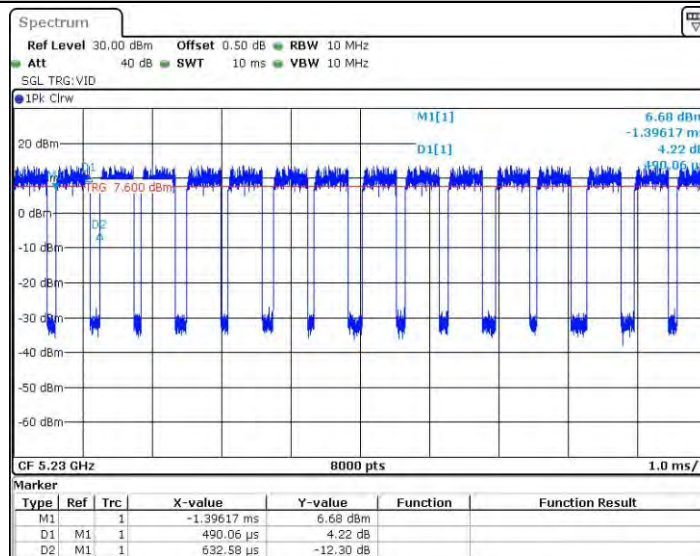 Spectrum
Ref Level 30.00 dBm Offset 0.50 dB RBW 10 MHz
Att 40 dB SWT 10 ms VBW 10 MHz
SGL TRG:VID
1Pk Clrw
M1[1] 6.68 dBm
-1.39617 ms
D1[1] 4.22 dB
490.06 µs
20 dBm
D1
TRG 7.600 dBm
0 dBm
D2
-10 dBm
-20 dBm
-30 dBm
-40 dBm
-50 dBm
-60 dBm
CF 5.23 GHz 8000 pts 1.0 ms/
Marker
Type Ref Trc X-value Y-value Function Function Result
M1 1 -1.39617 ms 6.68 dBm
D1 M1 1 490.06 µs 4.22 dB
D2 M1 1 632.58 µs -12.30 dB